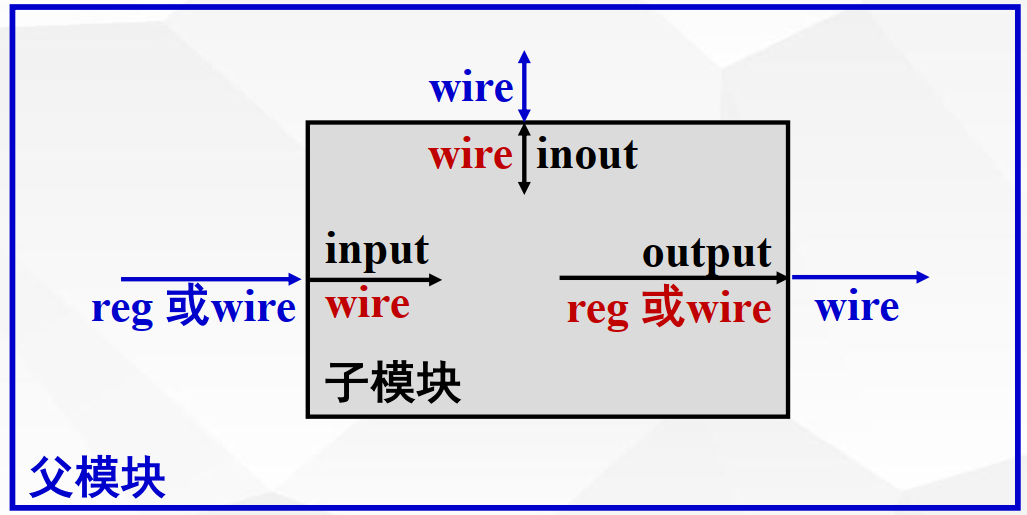 wire
wire inout
input
wire
output
reg 或wire
reg 或wire
wire
子模块
父模块